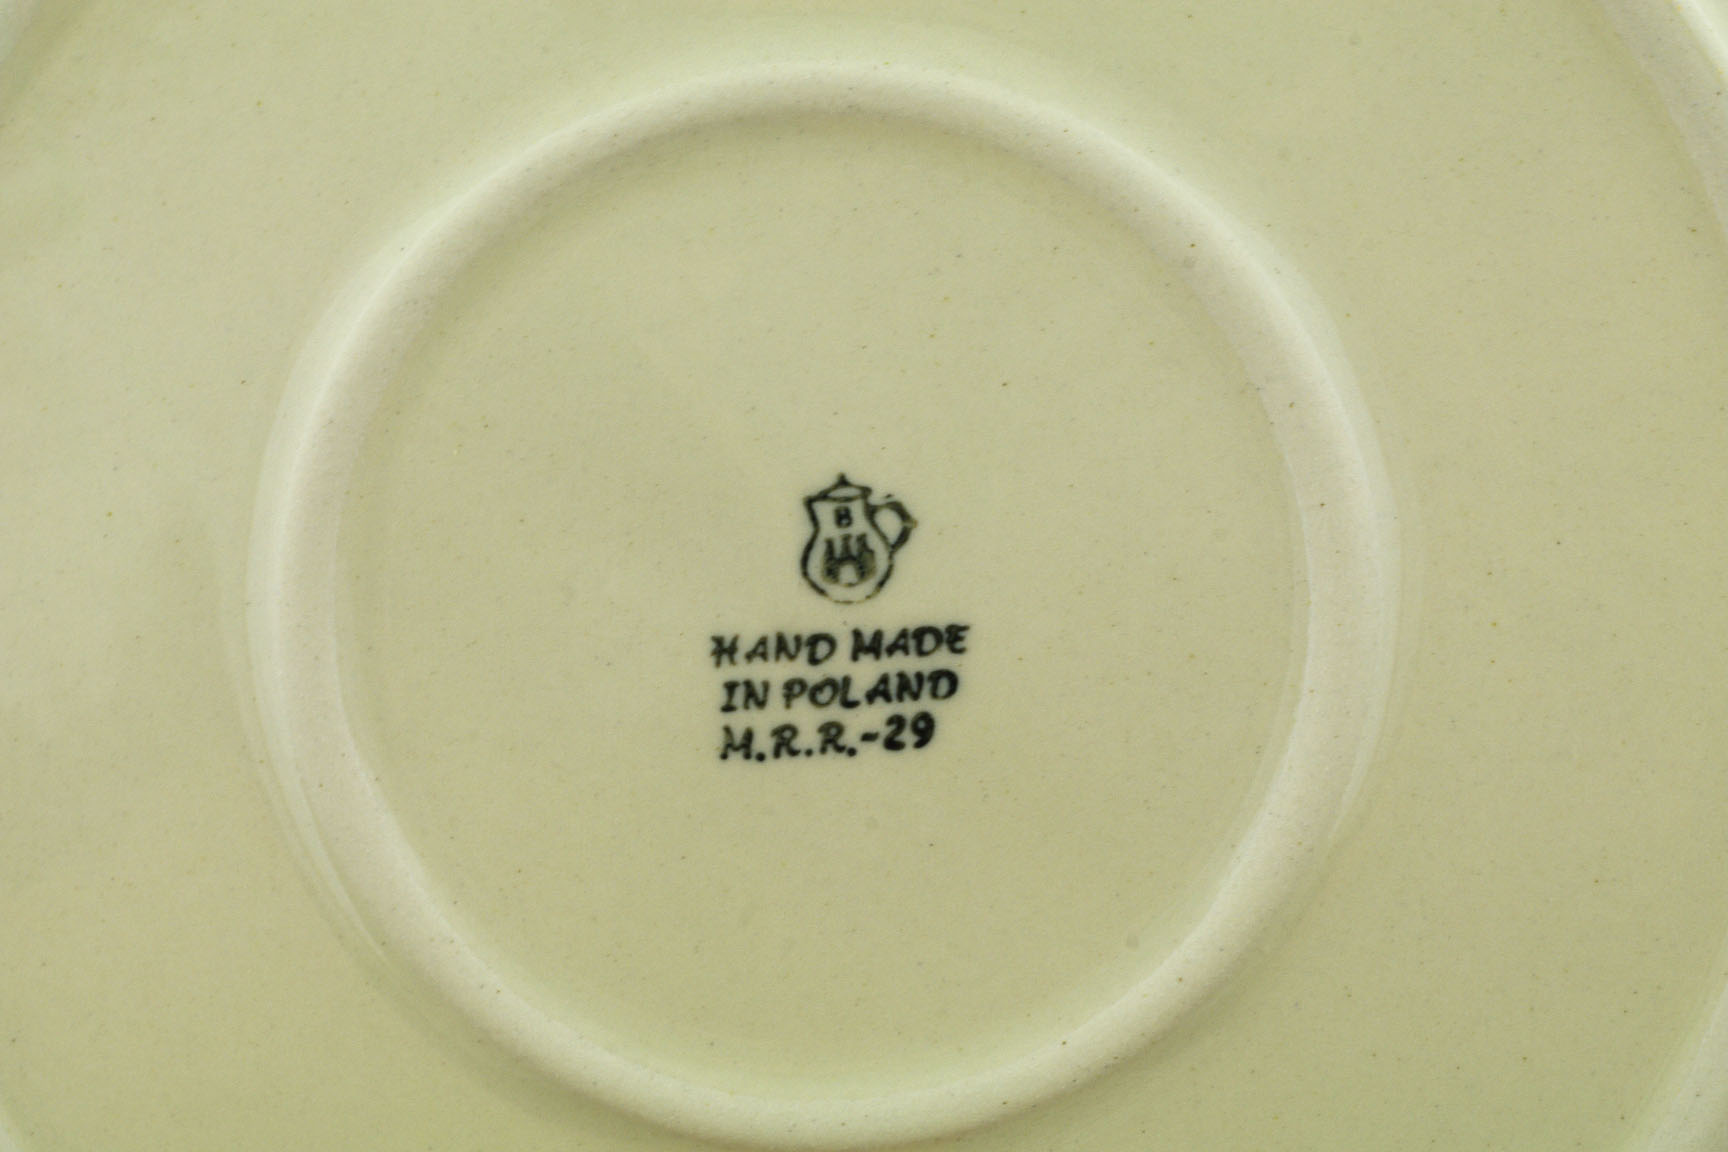 B
HAND MADE
IN POLAND
M.R.R.-29